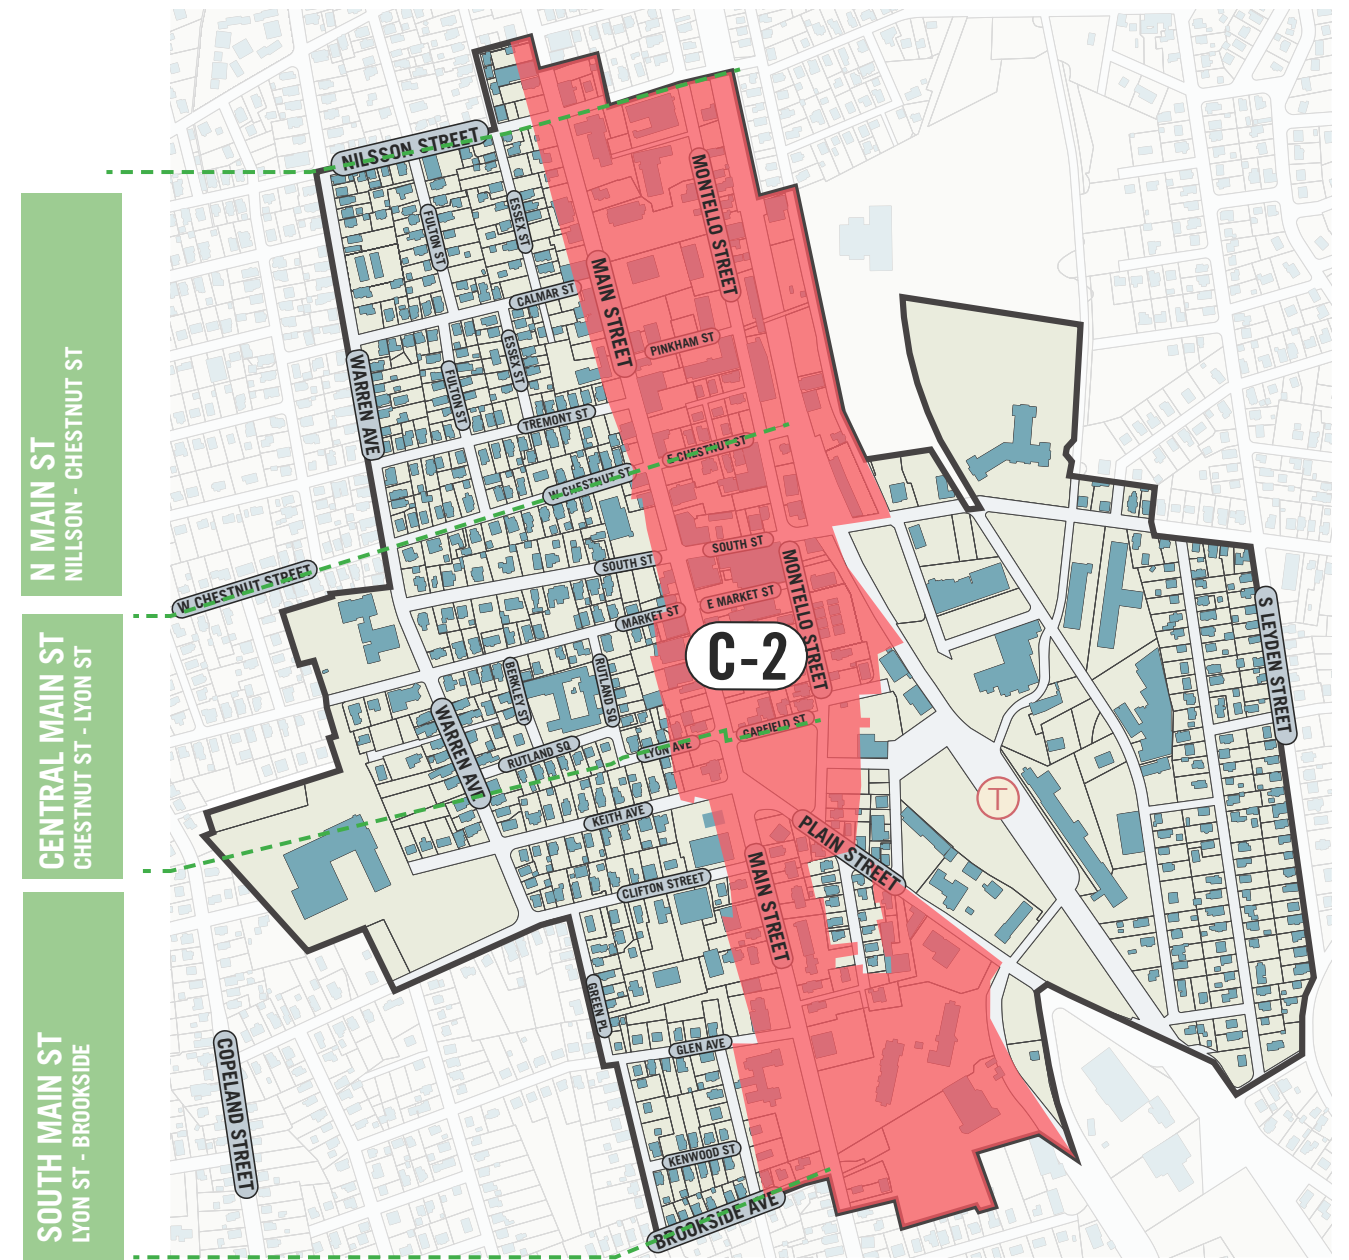 NILSSON STREET
FULTON ST
ESSEX ST
MONTELLO STREET
MAIN STREET
CALMAR ST
PINKHAM ST
WARREN AVE
FULTON ST
ESSEX ST
TREMONT ST
E CHESTNUT ST
W CHESTNUT ST
N MAIN ST
NILLSON - CHESTNUT ST
W CHESTNUT STREET
SOUTH ST
SOUTH ST
MONTELLO STREET
E MARKET ST
MARKET ST
C-2
S LEYDEN STREET
BERKLEY ST
RUTLAND SQ
WARREN AVE
RUTLAND SQ
LYON AVE
GARFIELD ST
CENTRAL MAIN ST
CHESTNUT ST - LYON ST
T
KEITH AVE
PLAIN STREET
CLIFTON STREET
MAIN STREET
GREEN PL
GLEN AVE
COPELAND STREET
KENWOOD ST
BROOKSIDE AVE
SOUTH MAIN ST
LYON ST - BROOKSIDE